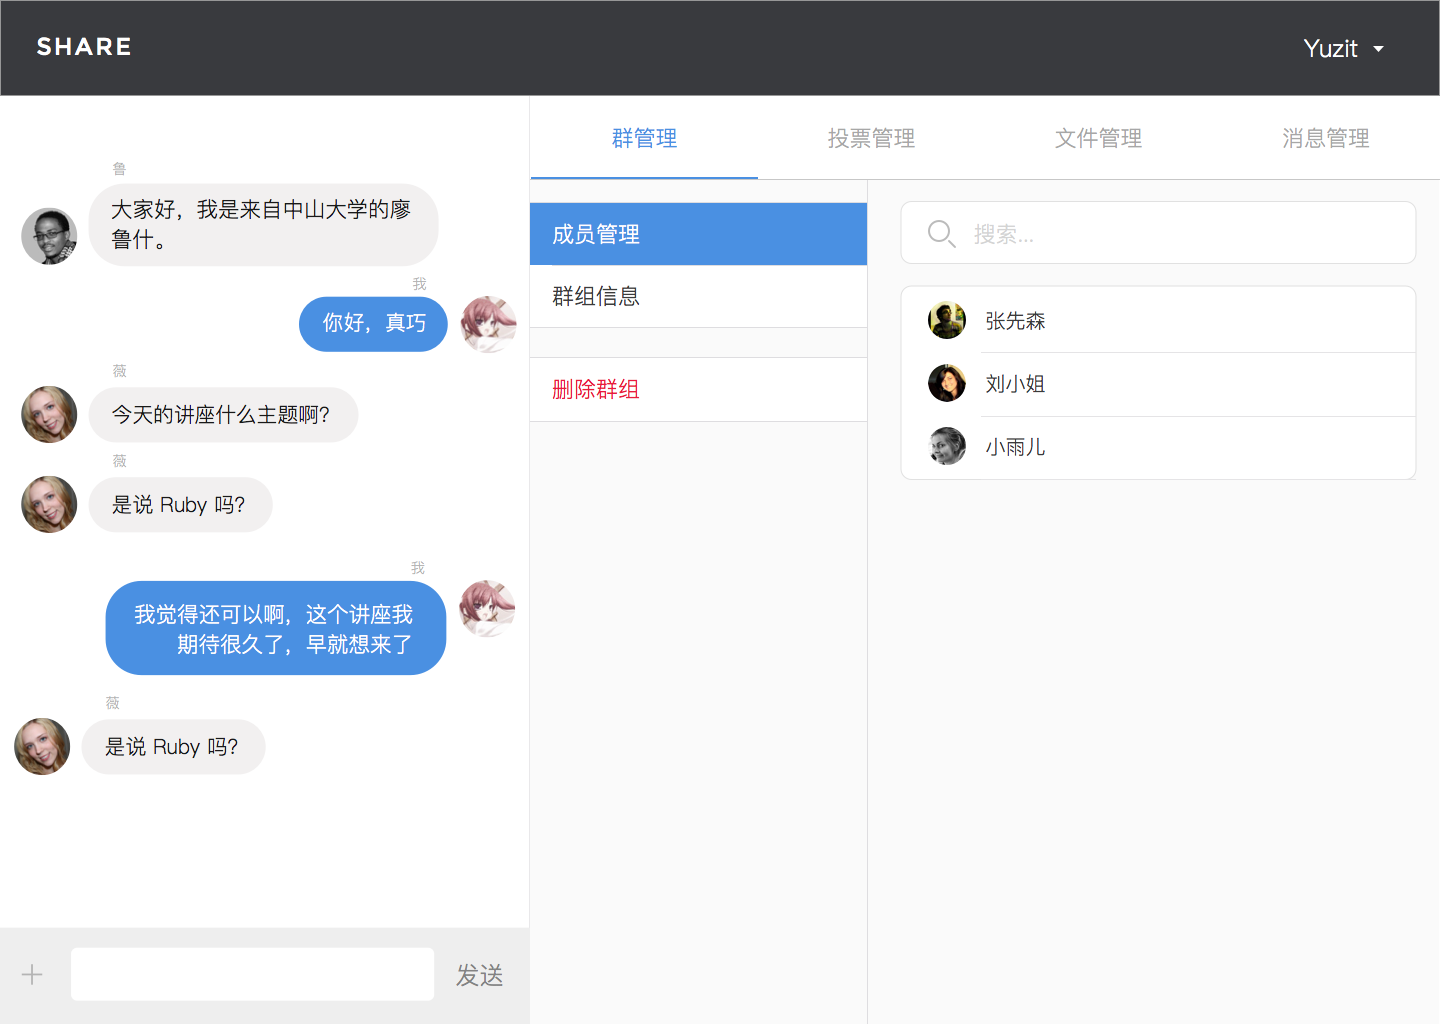 SHARE
Yuzit
鲁
大家好，我是来自中山大学的廖
鲁什。
我
你好，真巧
薇
今天的讲座什么主题啊？
薇
是说 Ruby 吗？
我
我觉得还可以啊，这个讲座我
期待很久了，早就想来了
薇
是说 Ruby 吗？
发送
群管理
投票管理
文件管理
消息管理
成员管理
群组信息
删除群组
搜索...
张先森
刘小姐
小雨儿